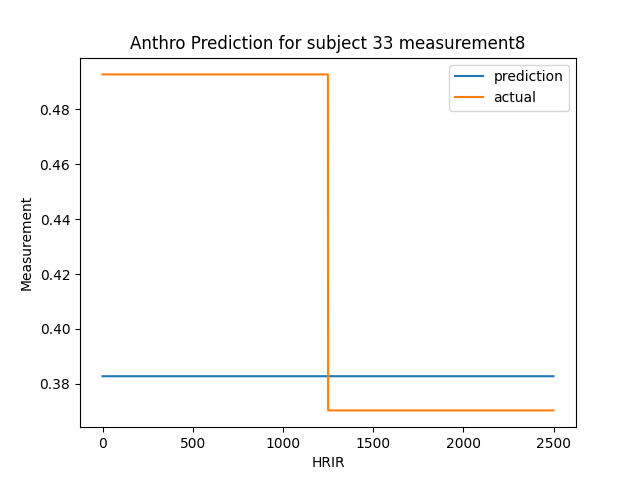 Anthro Prediction for subject 33 measurement8
prediction
actual
Measurement
0.48
0.46
0.44
0.42
0.40
0.38
0
500
1000
1500
2000
2500
HRIR